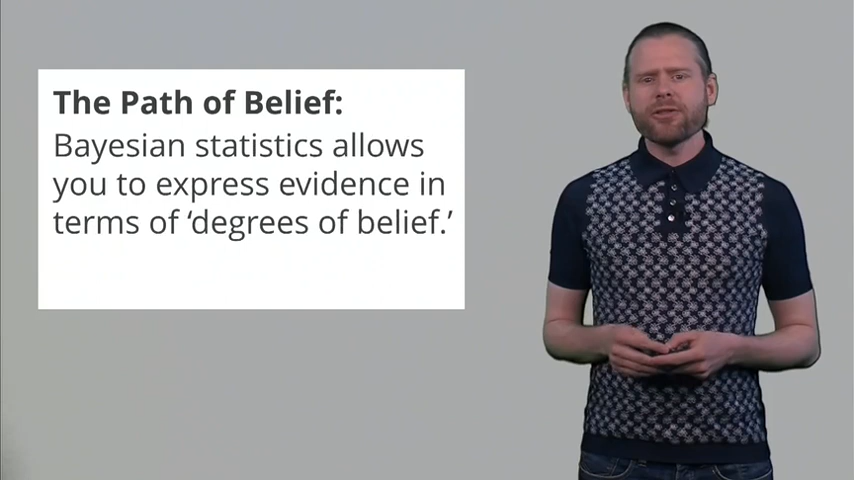 The Path of Belief:
Bayesian statistics allows
you to express evidence in
terms of ‘degrees of belief.’